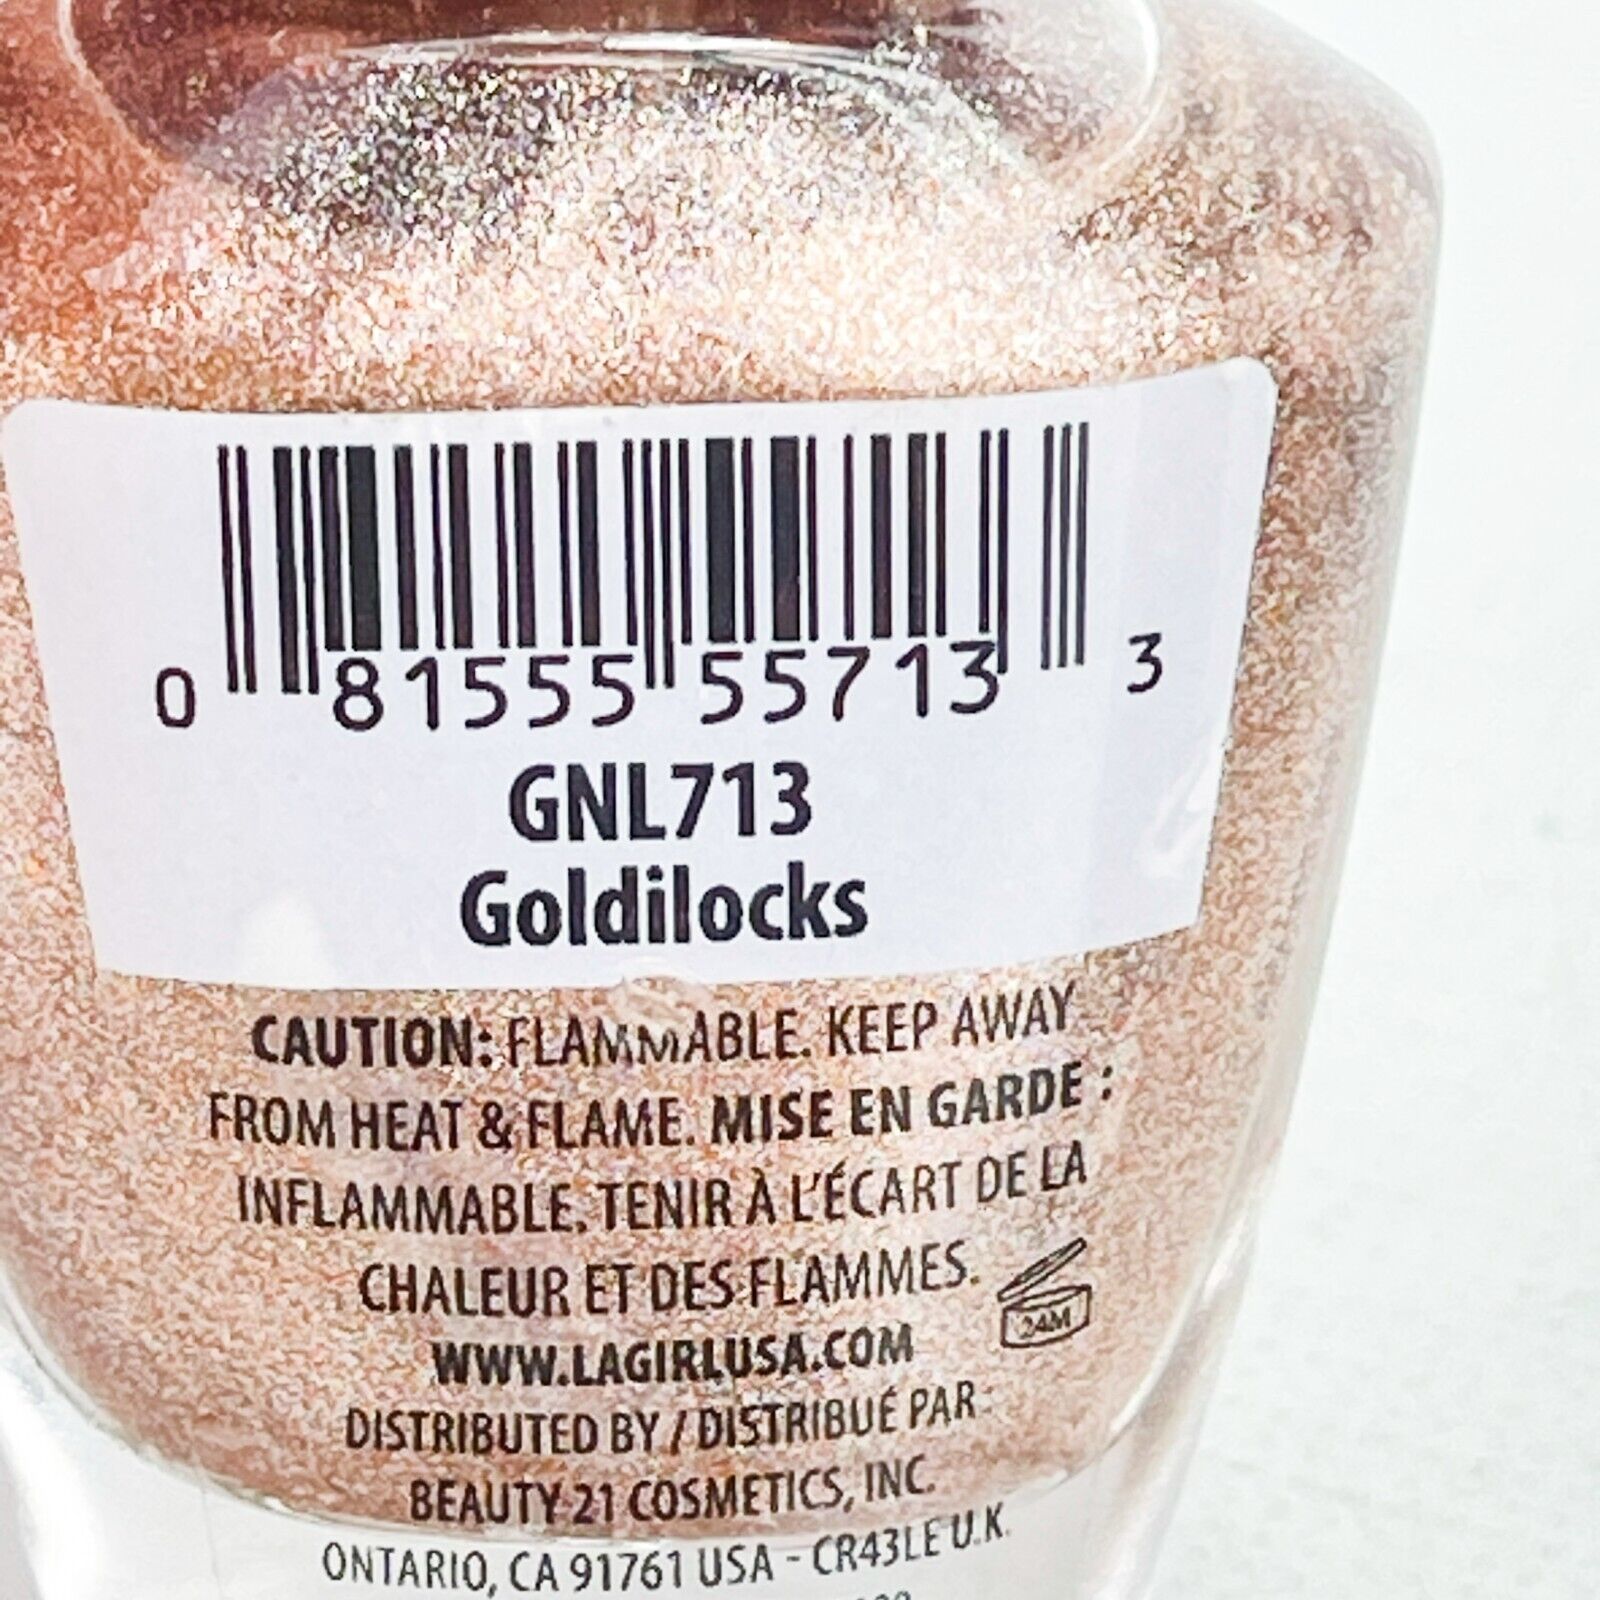 0 81555 55713 3
GNL713
Goldilocks
CAUTION: FLAMMABLE. KEEP AWAY
FROM HEAT & FLAME. MISE EN GARDE :
INFLAMMABLE. TENIR À L'ÉCART DE LA
CHALEUR ET DES FLAMMES.
24M
WWW.LAGIRLUSA.COM
DISTRIBUTED BY / DISTRIBUÉ PAR:
BEAUTY 21 COSMETICS, INC.
ONTARIO, CA 91761 USA - CR43LE U.K.